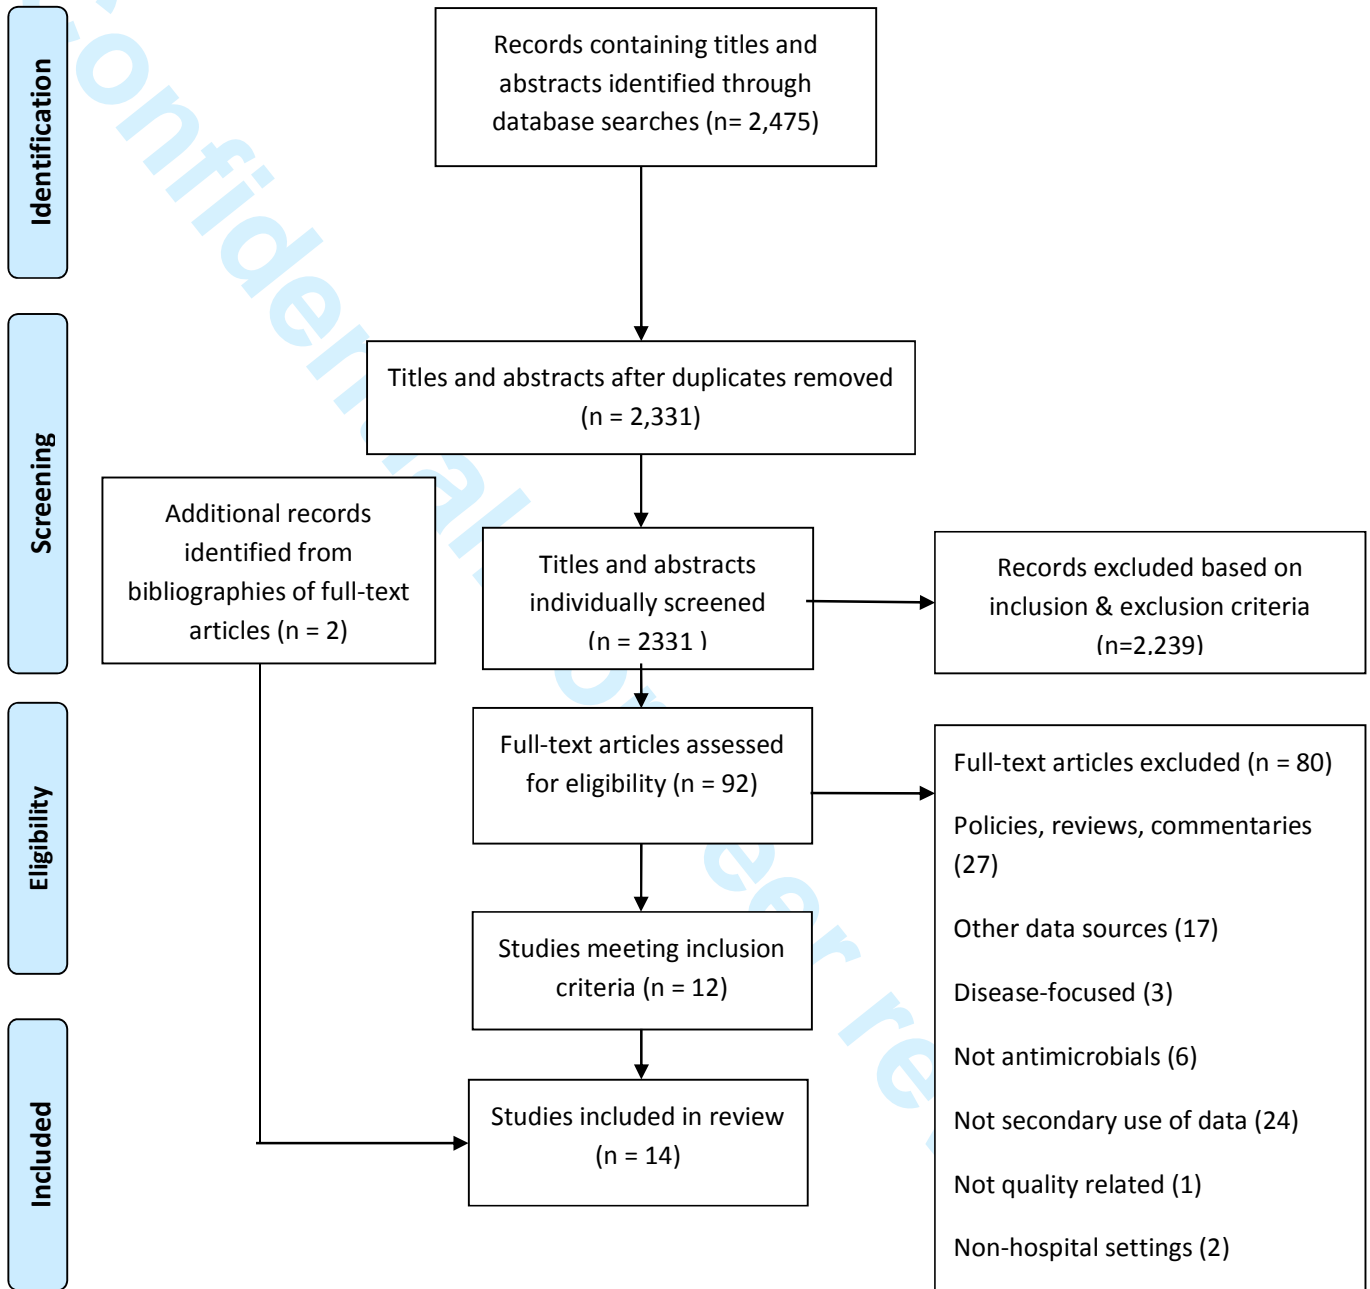 Identification
Records containing titles and
abstracts identified through
database searches (n= 2,475)
Screening
Titles and abstracts after duplicates removed
(n = 2,331)
Additional records
identified from
bibliographies of full-text
articles (n = 2)
Titles and abstracts
individually screened
(n = 2331 )
Records excluded based on
inclusion & exclusion criteria
(n=2,239)
Eligibility
Full-text articles assessed
for eligibility (n = 92)
Full-text articles excluded (n = 80)
Policies, reviews, commentaries
(27)
Other data sources (17)
Disease-focused (3)
Not antimicrobials (6)
Not secondary use of data (24)
Not quality related (1)
Non-hospital settings (2)
Studies meeting inclusion
criteria (n = 12)
Included
Studies included in review
(n = 14)